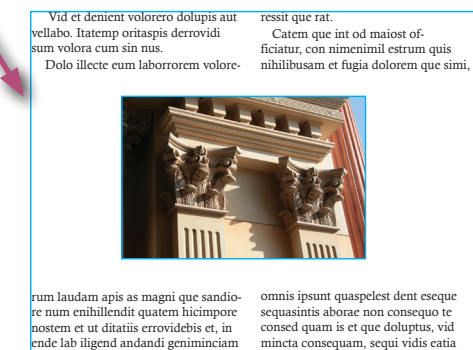 Vid et denient volorero dolupis aut
vellabo. Itatemp oritaspis derrovidi
sum volora cum sin nus.
Dolo illecte eum laborrorem volore-
rum laudam apis as magni que sandio-
re num enihillendit quatem hicimpore
nostem et ut ditatiis errovidebis et, in
ende lab iligend andandi geniminciam
ressit que rat.
Catem que int od maiost of-
ficiatur, con nimenimil estrum quis
nihilibusam et fugia dolorem que simi,
omnis ipsunt quaspelest dent eseque
sequasintis aborae non consequo te
consed quam is et que doluptus, vid
mincta consequam, sequi vidis eatia